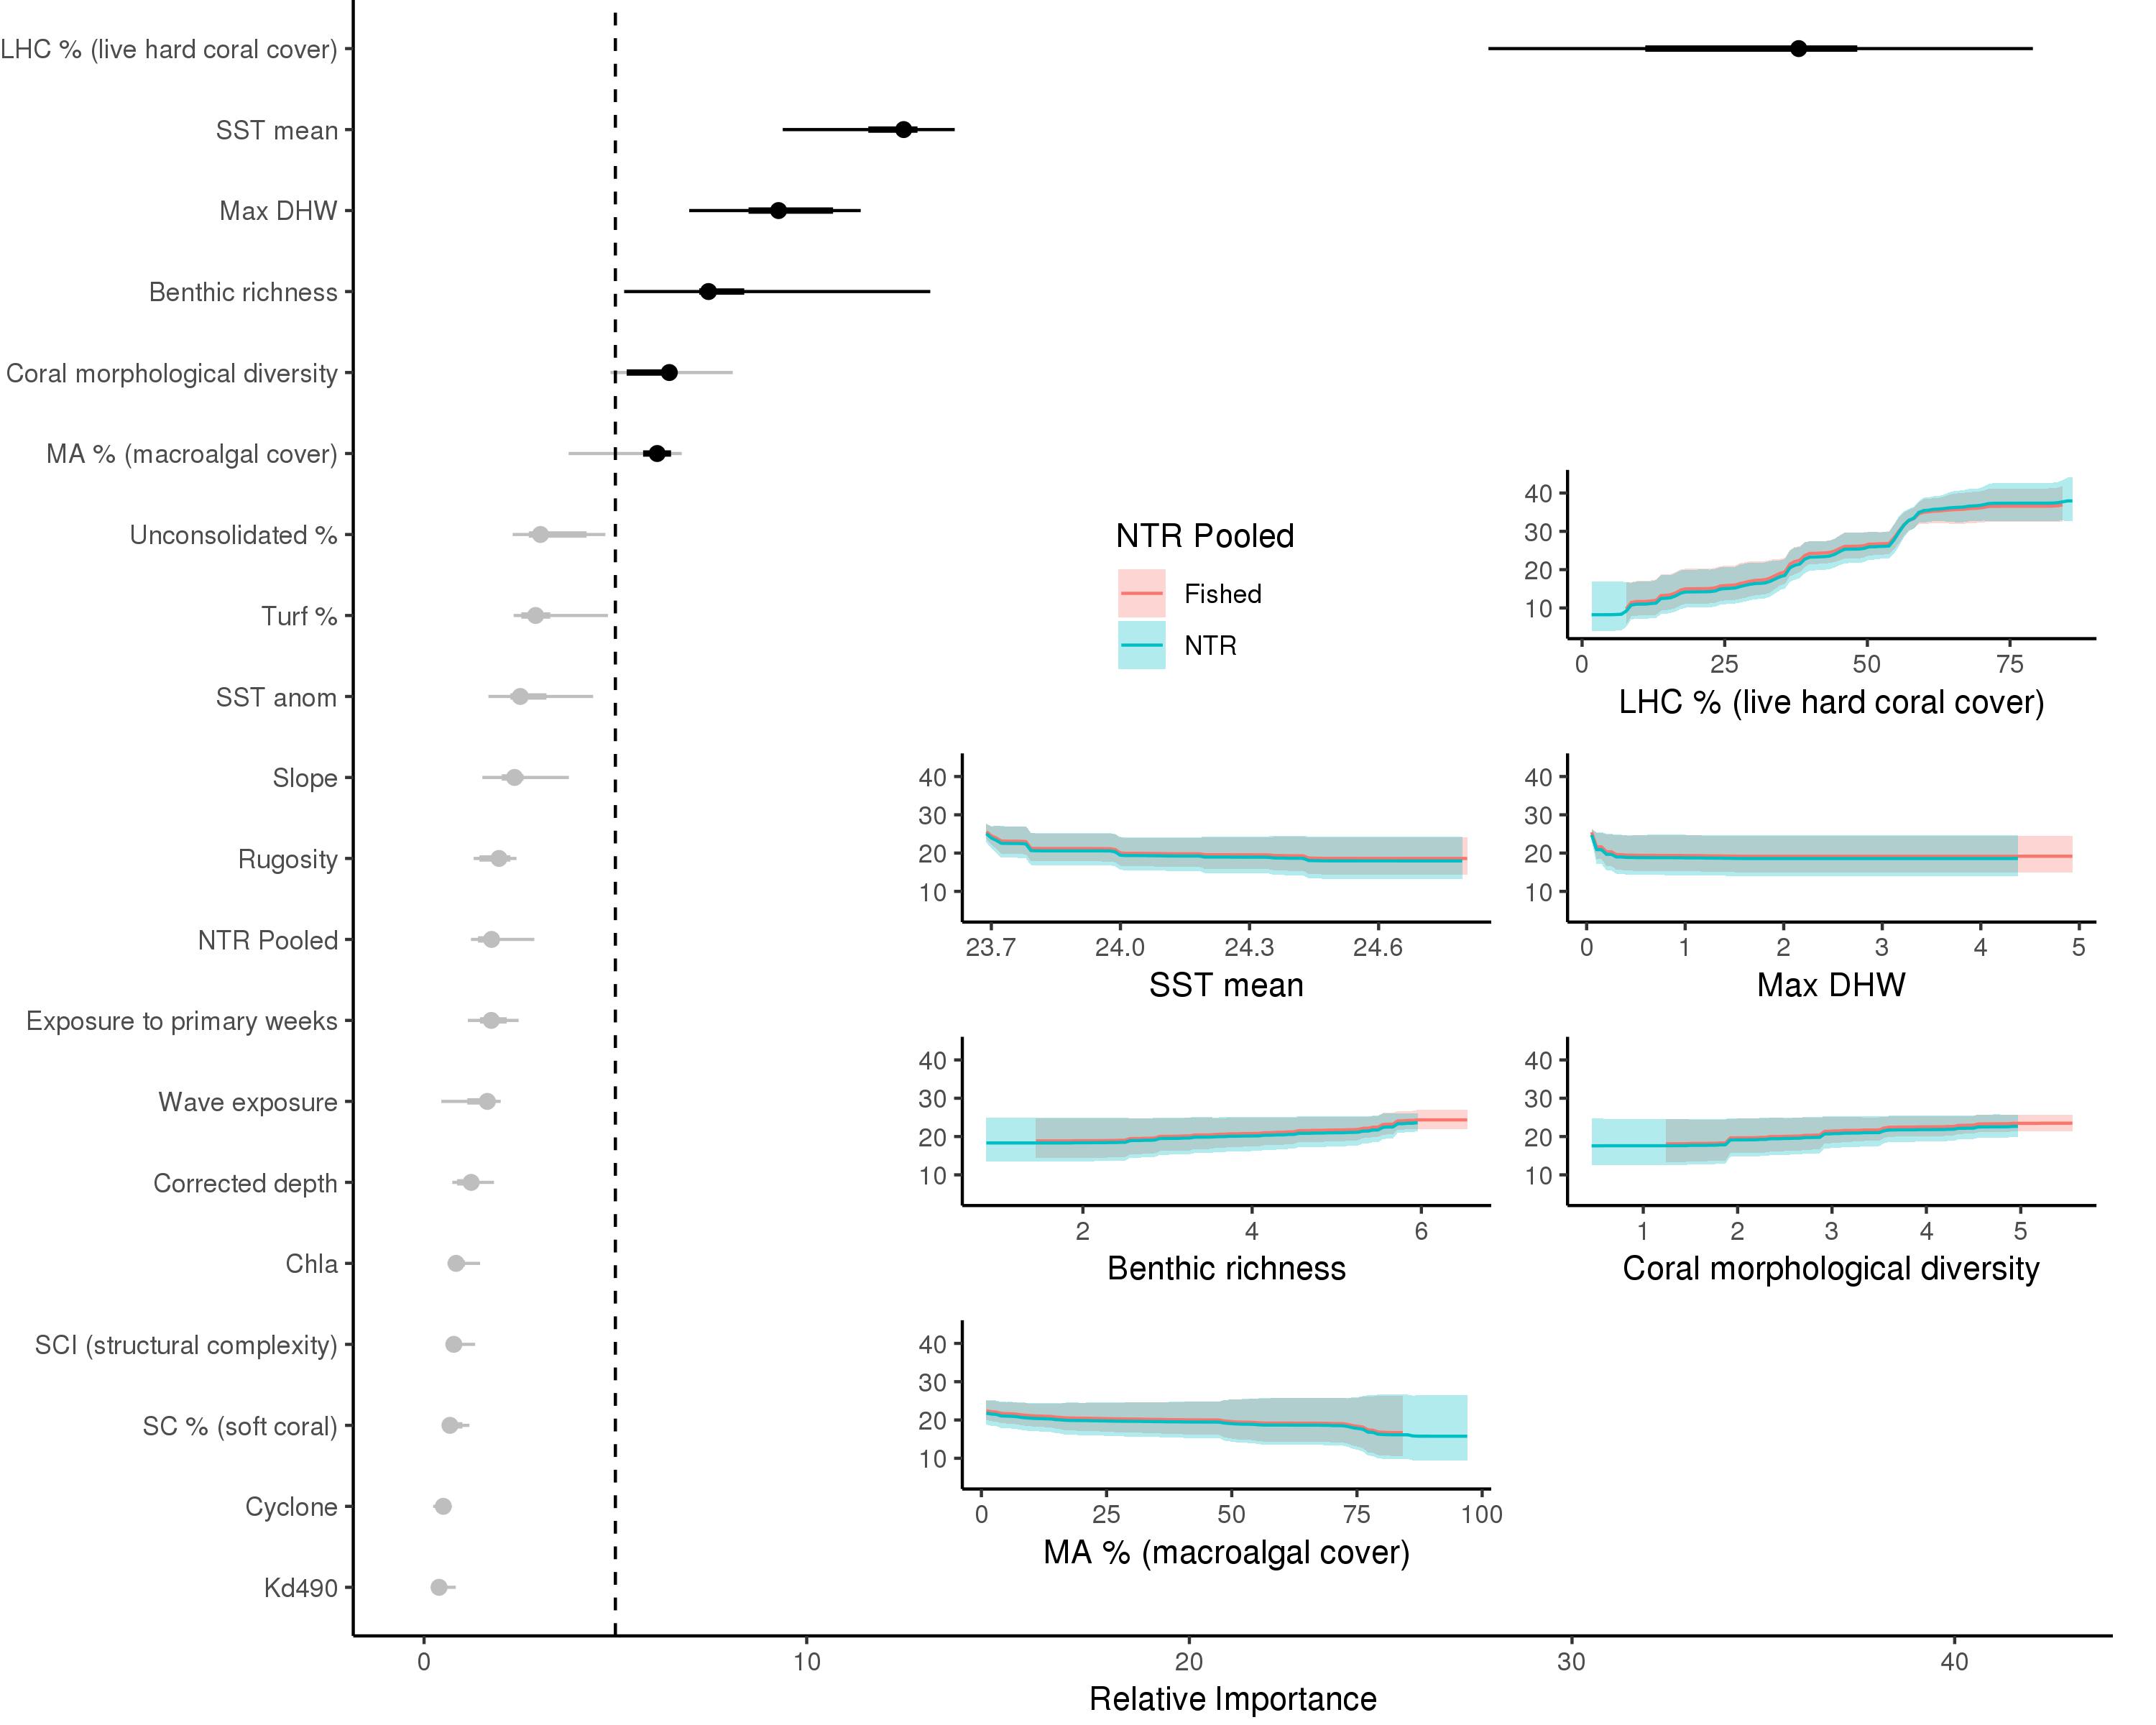 LHC % (live hard coral cover)
SST mean
Max DHW
Benthic richness
Coral morphological diversity
MA % (macroalgal cover)
Unconsolidated %
Turf %
SST anom
Slope
Rugosity
NTR Pooled
Exposure to primary weeks
Wave exposure
Corrected depth
Chla
SCI (structural complexity)
SC % (soft coral)
Cyclone
Kd490
0 10 20 30 40
Relative Importance
NTR Pooled
Fished
NTR
40
30
20
10
0 25 50 75
LHC % (live hard coral cover)
40
30
20
10
23.7 24.0 24.3 24.6
SST mean
40
30
20
10
0 1 2 3 4 5
Max DHW
40
30
20
10
2 4 6
Benthic richness
40
30
20
10
1 2 3 4 5
Coral morphological diversity
40
30
20
10
0 25 50 75 100
MA % (macroalgal cover)